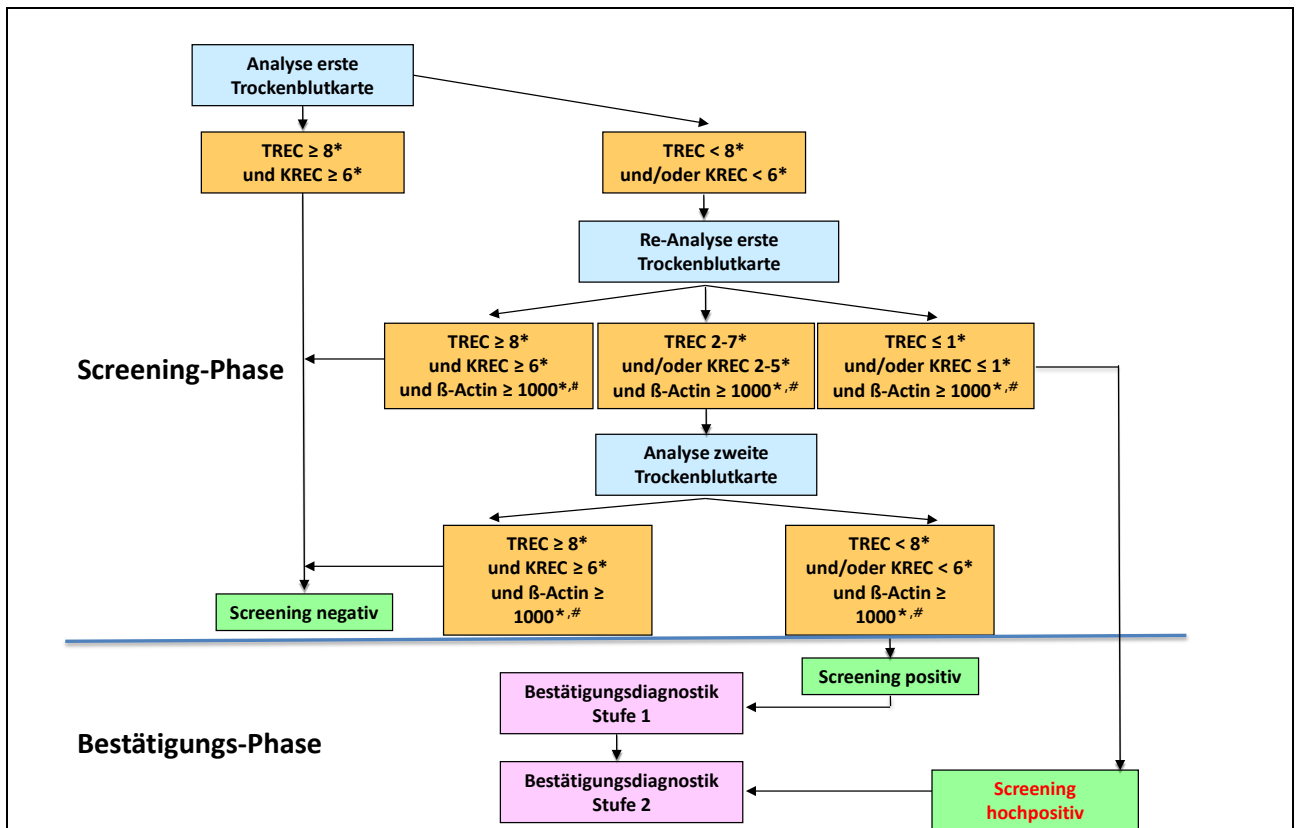 Analyse erste
Trockenblutkarte
TREC ≥ 8*
und KREC ≥ 6*
TREC < 8*
und/oder KREC < 6*
Re-Analyse erste
Trockenblutkarte
TREC ≥ 8*
und KREC ≥ 6*
und ß-Actin ≥ 1000*,#
TREC 2-7*
und/oder KREC 2-5*
und ß-Actin ≥ 1000*,#
TREC ≤ 1*
und/oder KREC ≤ 1*
und ß-Actin ≥ 1000*,#
Screening-Phase
Analyse zweite
Trockenblutkarte
TREC ≥ 8*
und KREC ≥ 6*
und ß-Actin ≥
1000*,#
TREC < 8*
und/oder KREC < 6*
und ß-Actin ≥
1000*,#
Screening negativ
Screening positiv
Bestätigungsdiagnostik
Stufe 1
Bestätigungs-Phase
Bestätigungsdiagnostik
Stufe 2
Screening
hochpositiv